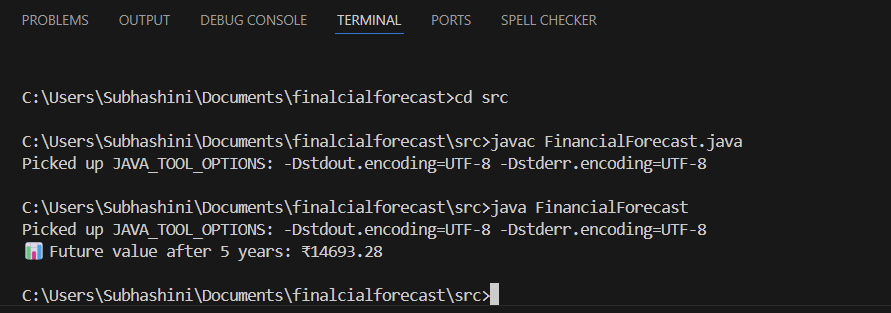 PROBLEMS OUTPUT DEBUG CONSOLE TERMINAL PORTS SPELL CHECKER
C:\Users\Subhashini\Documents\finalcialforecast>cd src
C:\Users\Subhashini\Documents\finalcialforecast\src>javac FinancialForecast.java
Picked up JAVA_TOOL_OPTIONS: -Dstdout.encoding=UTF-8 -Dstderr.encoding=UTF-8
C:\Users\Subhashini\Documents\finalcialforecast\src>java FinancialForecast
Picked up JAVA_TOOL_OPTIONS: -Dstdout.encoding=UTF-8 -Dstderr.encoding=UTF-8
📊 Future value after 5 years: ₹14693.28
C:\Users\Subhashini\Documents\finalcialforecast\src>